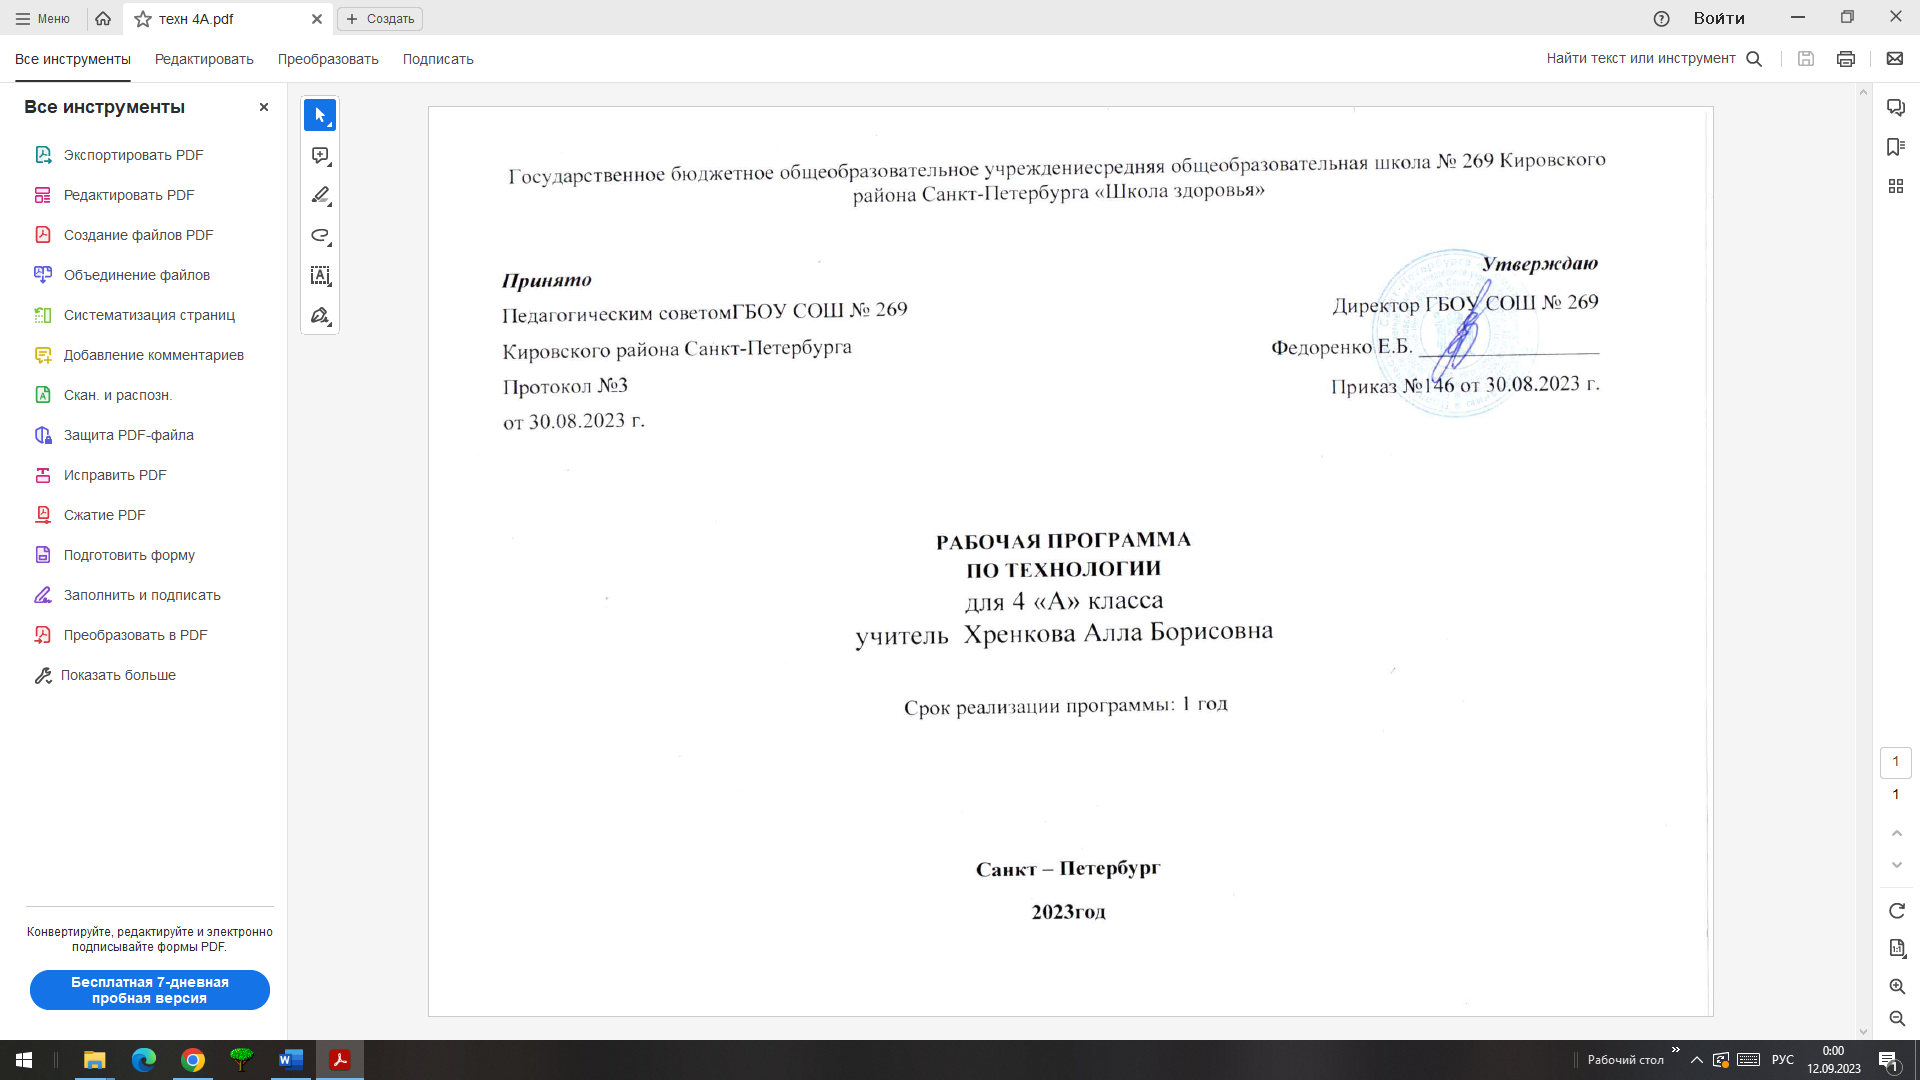 Меню
техн 4А.pdf
Создать
Войти
Все инструменты
Редактировать
Преобразовать
Подписать
Найти текст или инструмент
Все инструменты
Экспортировать PDF
Редактировать PDF
Создание файлов PDF
Объединение файлов
Систематизация страниц
Добавление комментариев
Скан. и распозн.
Защита PDF-файла
Исправить PDF
Сжатие PDF
Подготовить форму
Заполнить и подписать
Преобразовать в PDF
Показать больше
Конвертируйте, редактируйте и электронно
подписывайте формы PDF.
Бесплатная 7-дневная
пробная версия
Государственное бюджетное общеобразовательное учреждениесредняя общеобразовательная школа № 269 Кировского
района Санкт-Петербурга «Школа здоровья»
Принято
Педагогическим советомГБОУ СОШ № 269
Кировского района Санкт-Петербурга
Протокол №3
от 30.08.2023 г.
Утверждаю
Директор ГБОУ СОШ № 269
Федоренко Е.Б.
Приказ №146 от 30.08.2023 г.
РАБОЧАЯ ПРОГРАММА
ПО ТЕХНОЛОГИИ
для 4 «А» класса
учитель Хренкова Алла Борисовна
Срок реализации программы: 1 год
Санкт – Петербург
2023год
1
1
Рабочий стол
РУС
0:00
12.09.2023
1